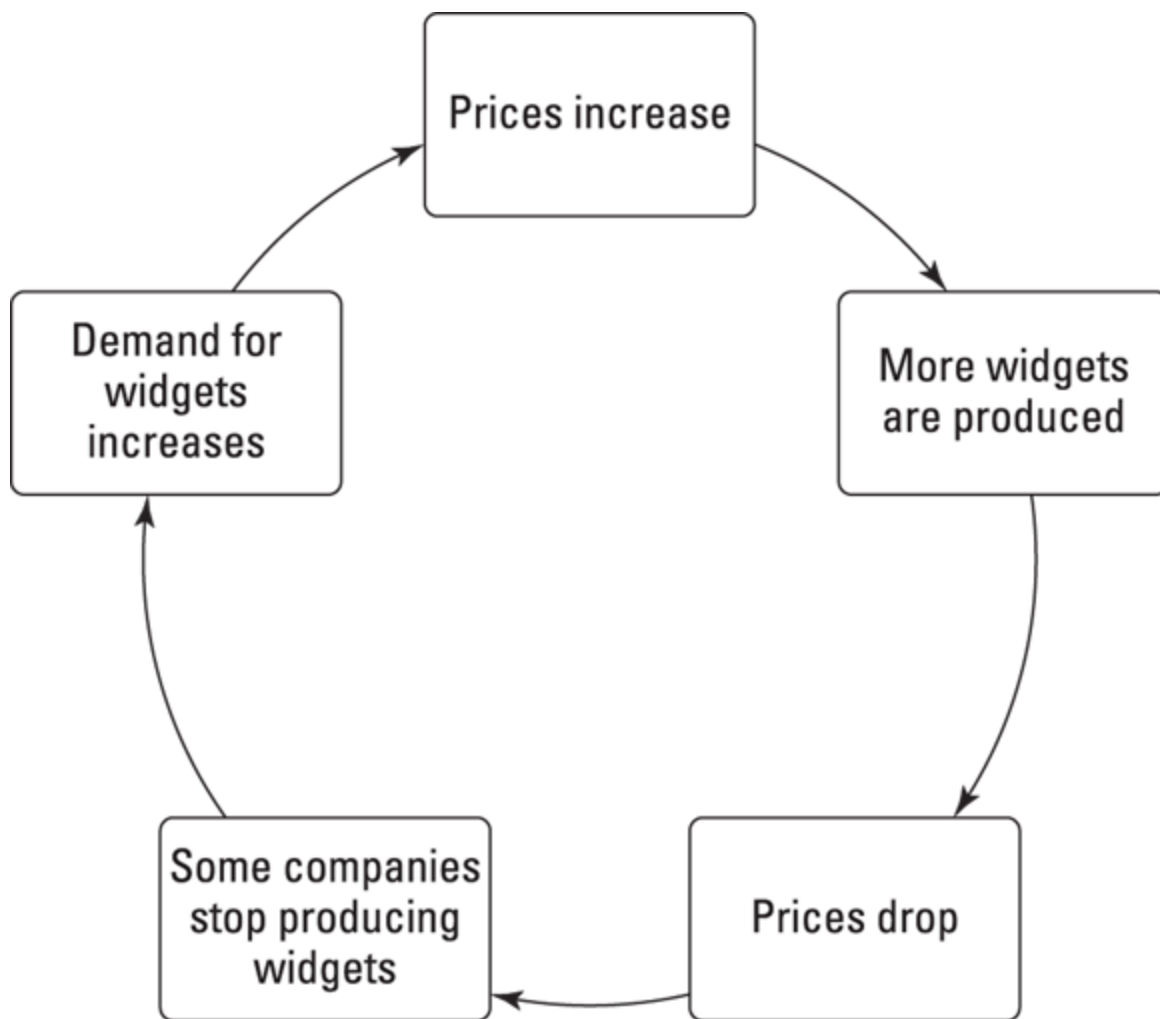 Prices increase
More widgets
are produced
Prices drop
Some companies
stop producing
widgets
Demand for
widgets
increases